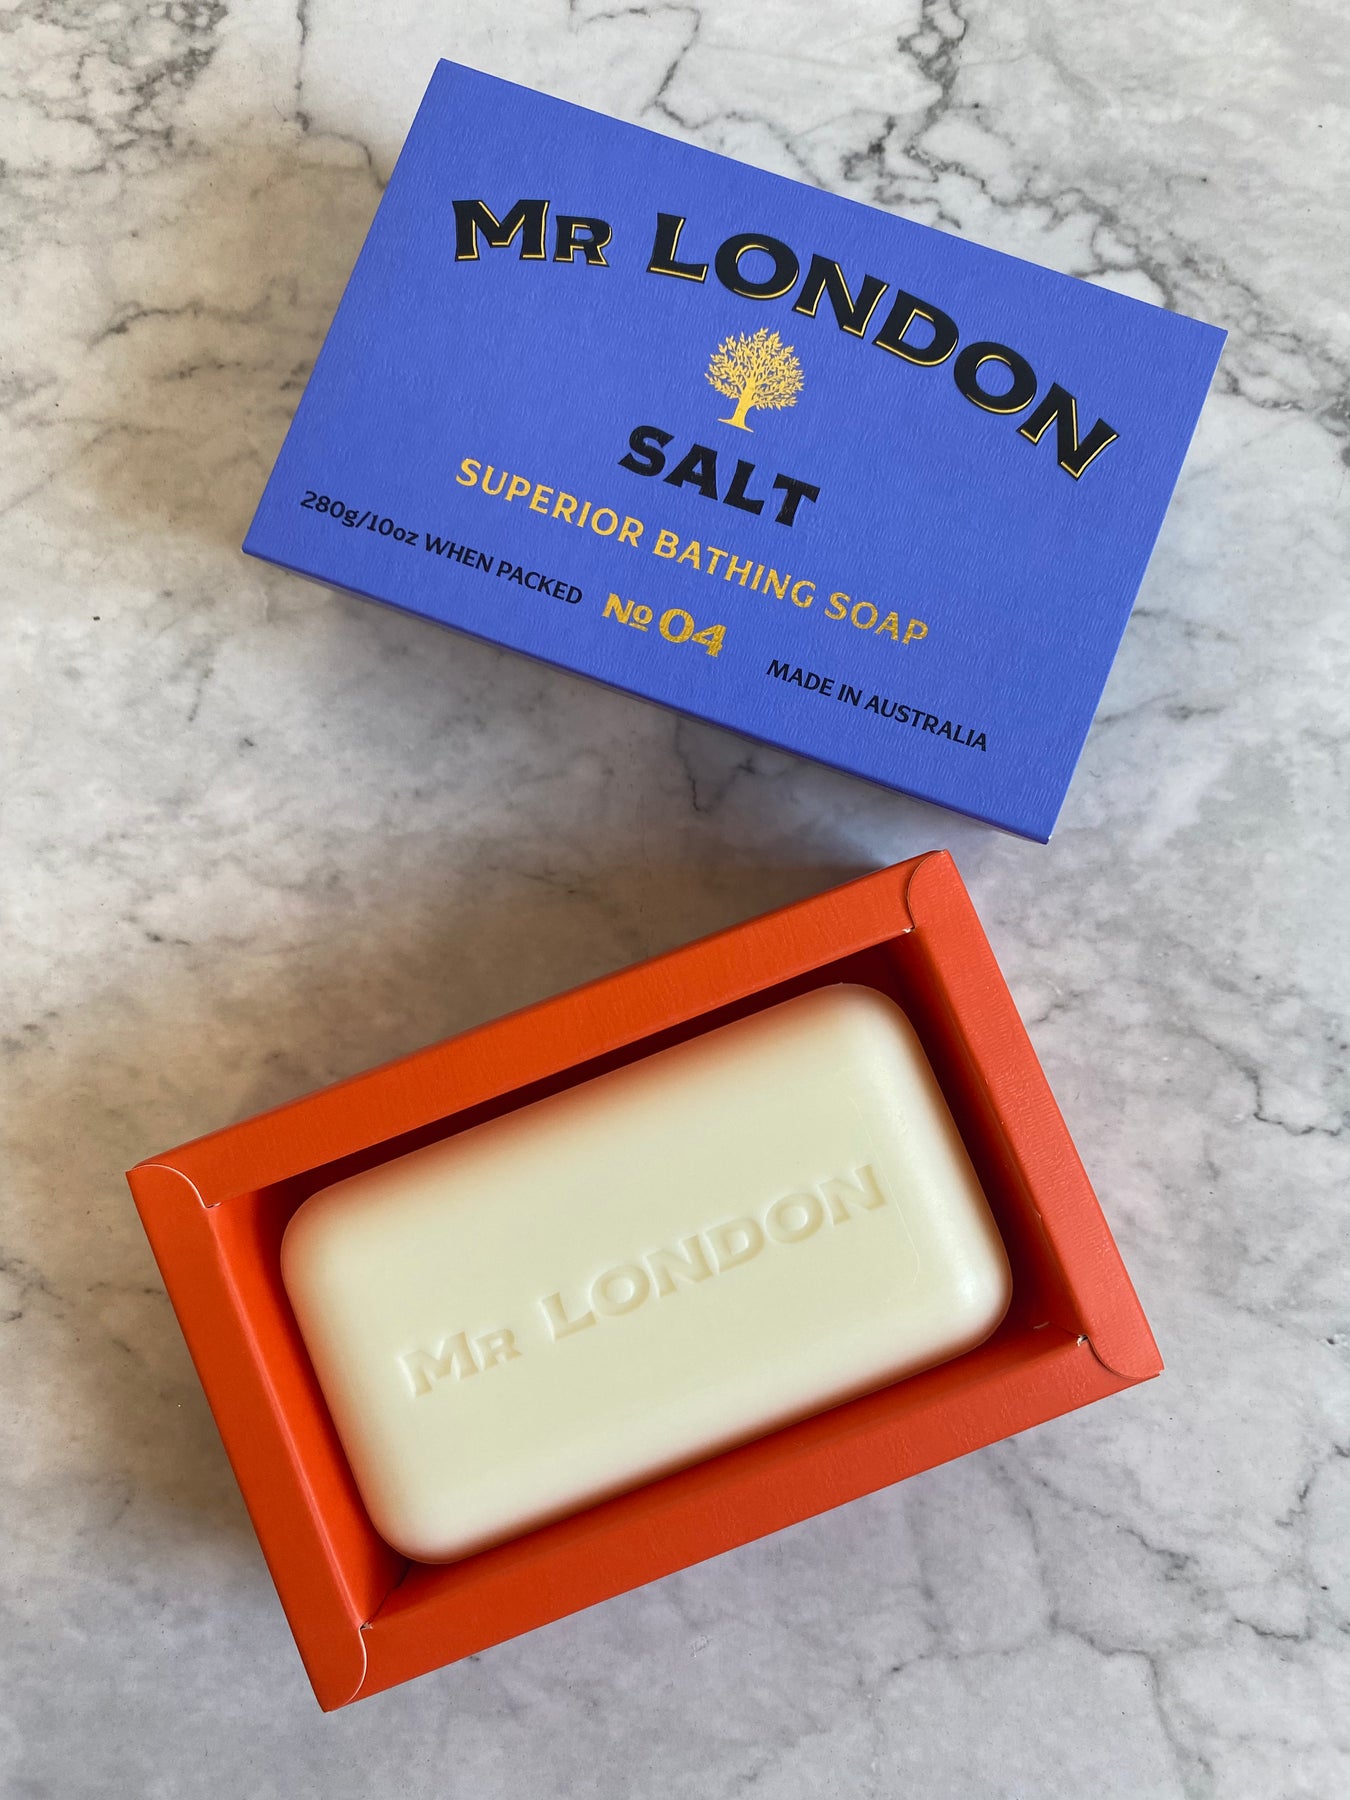 Mr LONDON
SALT
SUPERIOR BATHING SOAP
280g/10oz WHEN PACKED
№ 04
MADE IN AUSTRALIA
Mr LONDON